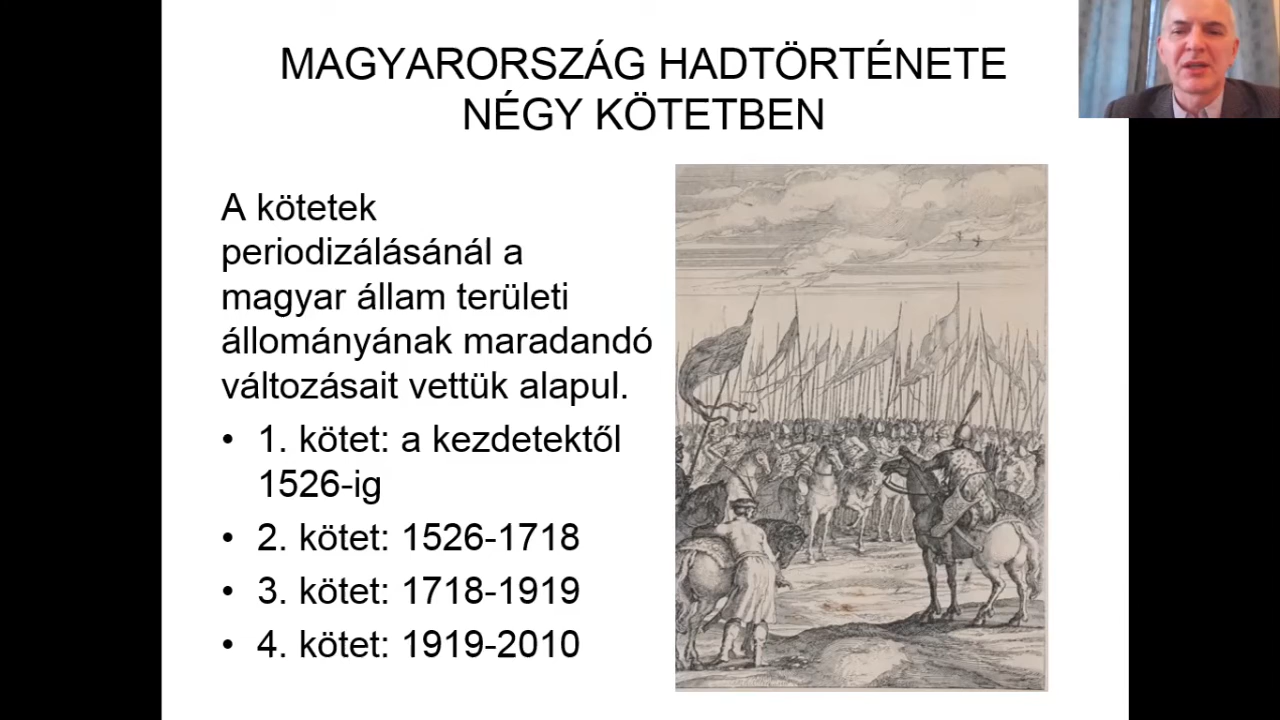 MAGYARORSZÁG HADTÖRTÉNETE
NÉGY KÖTETBEN
A kötetek
periodizálásánál a
magyar állam területi
állományának maradandó
változásait vettük alapul.
• 1. kötet: a kezdetektől
1526-ig
• 2. kötet: 1526-1718
• 3. kötet: 1718-1919
• 4. kötet: 1919-2010